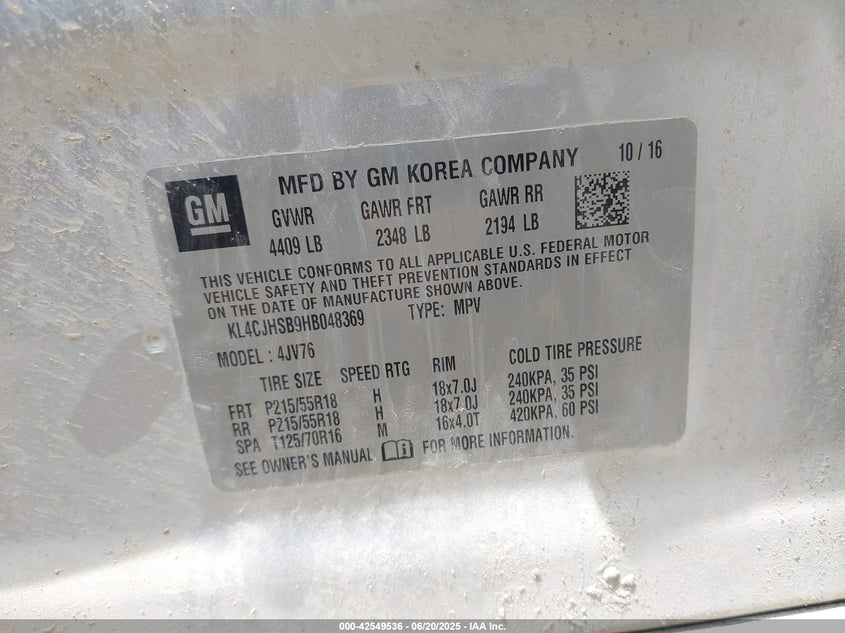 MFD BY GM KOREA COMPANY 10 / 16
GM
GVWR GAWR FRT GAWR RR
4409 LB 2348 LB 2194 LB
THIS VEHICLE CONFORMS TO ALL APPLICABLE U.S. FEDERAL MOTOR
VEHICLE SAFETY AND THEFT PREVENTION STANDARDS IN EFFECT
ON THE DATE OF MANUFACTURE SHOWN ABOVE.
KL4CJHSB9HB048369 TYPE: MPV
MODEL : 4JV76
TIRE SIZE SPEED RTG RIM COLD TIRE PRESSURE
FRT P215/55R18 H 18x7.0J 240KPA, 35 PSI
RR P215/55R18 H 18x7.0J 240KPA, 35 PSI
SPA T125/70R16 M 16x4.0T 420KPA, 60 PSI
SEE OWNER'S MANUAL FOR MORE INFORMATION.
000-42549536 - 06/20/2025 - IAA Inc.